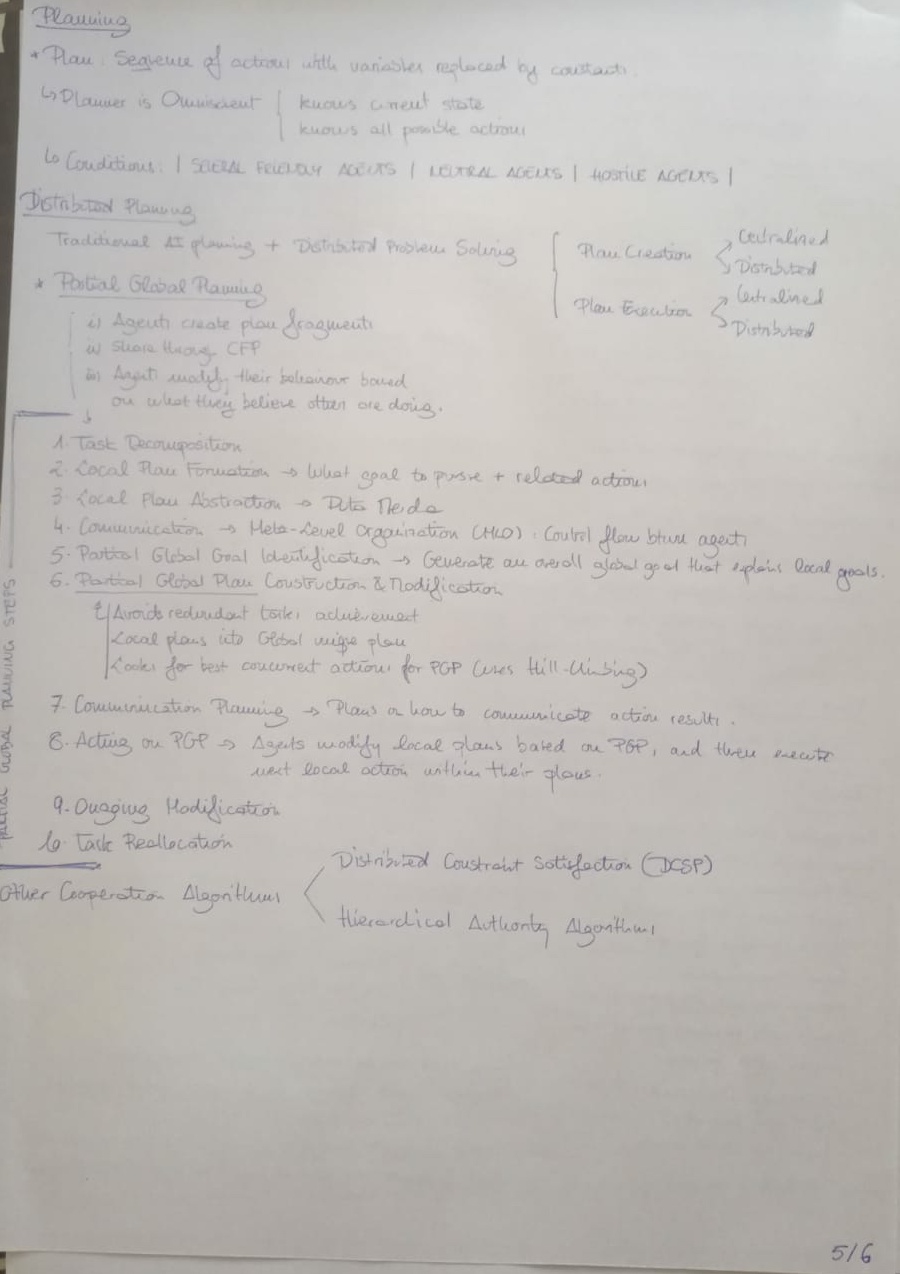 Planning
* Plan: Sequence of actions with variables replaced by constants.
↳ Planner is Omniscient { knows current state
knows all possible actions
↳ Conditions: | SEVERAL FRIENDLY AGENTS | NEUTRAL AGENTS | HOSTILE AGENTS |
Distributed Planning
Traditional AI planing + Distributed Problem Solving { Plan Creation Centralized
Distributed
Plan Execution Centralized
Distributed
* Partial Global Planning
i) Agents create plan fragments
ii) Share throug CFP
iii) Agents modify their behaviour based
on what they believe other are doing.
1. Task Decomposition
2. Local Plan Formation → What goal to pursve + related actions
3. Local Plan Abstraction → Data Needs
4. Communication → Meta-Level Organization (MLO): Control flow btwn agents
5. Partial Global Goal Identification → Generate an overall global goal that explains local goals.
6. Partial Global Plan Construction & Modification
Avoids redundant tasks achievement
Local plans into Global unique plan
Looks for best concurrent actions for PGP (uses Hill-Climbing)
7. Communication Planning → Plans on how to communicate action results.
8. Acting on PGP → Agents modify local plans based on PGP, and then execute
next local action within their plans.
9. Ongoing Modification
10. Task Reallocation
PARTIAL GLOBAL PLANNING STEPS
Other Cooperation Algorithms < Distributed Constraint Satisfaction (DCSP)
Hierarchical Authority Algorithms
5/6